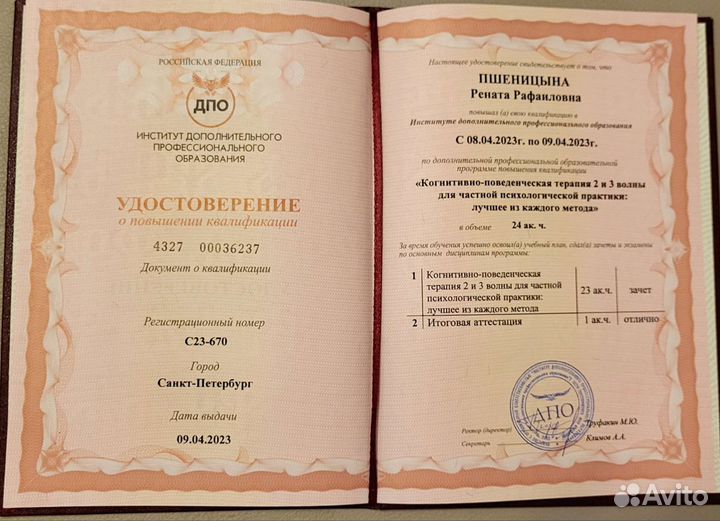 РОССИЙСКАЯ ФЕДЕРАЦИЯ
ДПО
ИНСТИТУТ ДОПОЛНИТЕЛЬНОГО
ПРОФЕССИОНАЛЬНОГО
ОБРАЗОВАНИЯ
УДОСТОВЕРЕНИЕ
о повышении квалификации
4327 00036237
Документ о квалификации
Регистрационный номер
С23-670
Город
Санкт-Петербург
Дата выдачи
09.04.2023
Настоящее удостоверение свидетельствует о том, что
ПШЕНИЦЫНА
Рената Рафаиловна
повышал (а) свою квалификацию в
Институте дополнительного профессионального образования
С 08.04.2023г. по 09.04.2023г.
по дополнительной профессиональной образовательной
программе повышения квалификации
«Когнитивно-поведенческая терапия 2 и 3 волны
для частной психологической практики:
лучшее из каждого метода»
в объеме 24 ак. ч.
За время обучения успешно освоил(а) учебный план, сдал(а) зачеты и экзамены
по основным дисциплинам программы:
1 Когнитивно-поведенческая
терапия 2 и 3 волны для частной 23 ак.ч. зачет
психологической практики:
лучшее из каждого метода
2 Итоговая аттестация 1 ак.ч. отлично
ДПО
Ректор (директор) Труфакин М.Ю.
Секретарь Климов А.А.
Avito